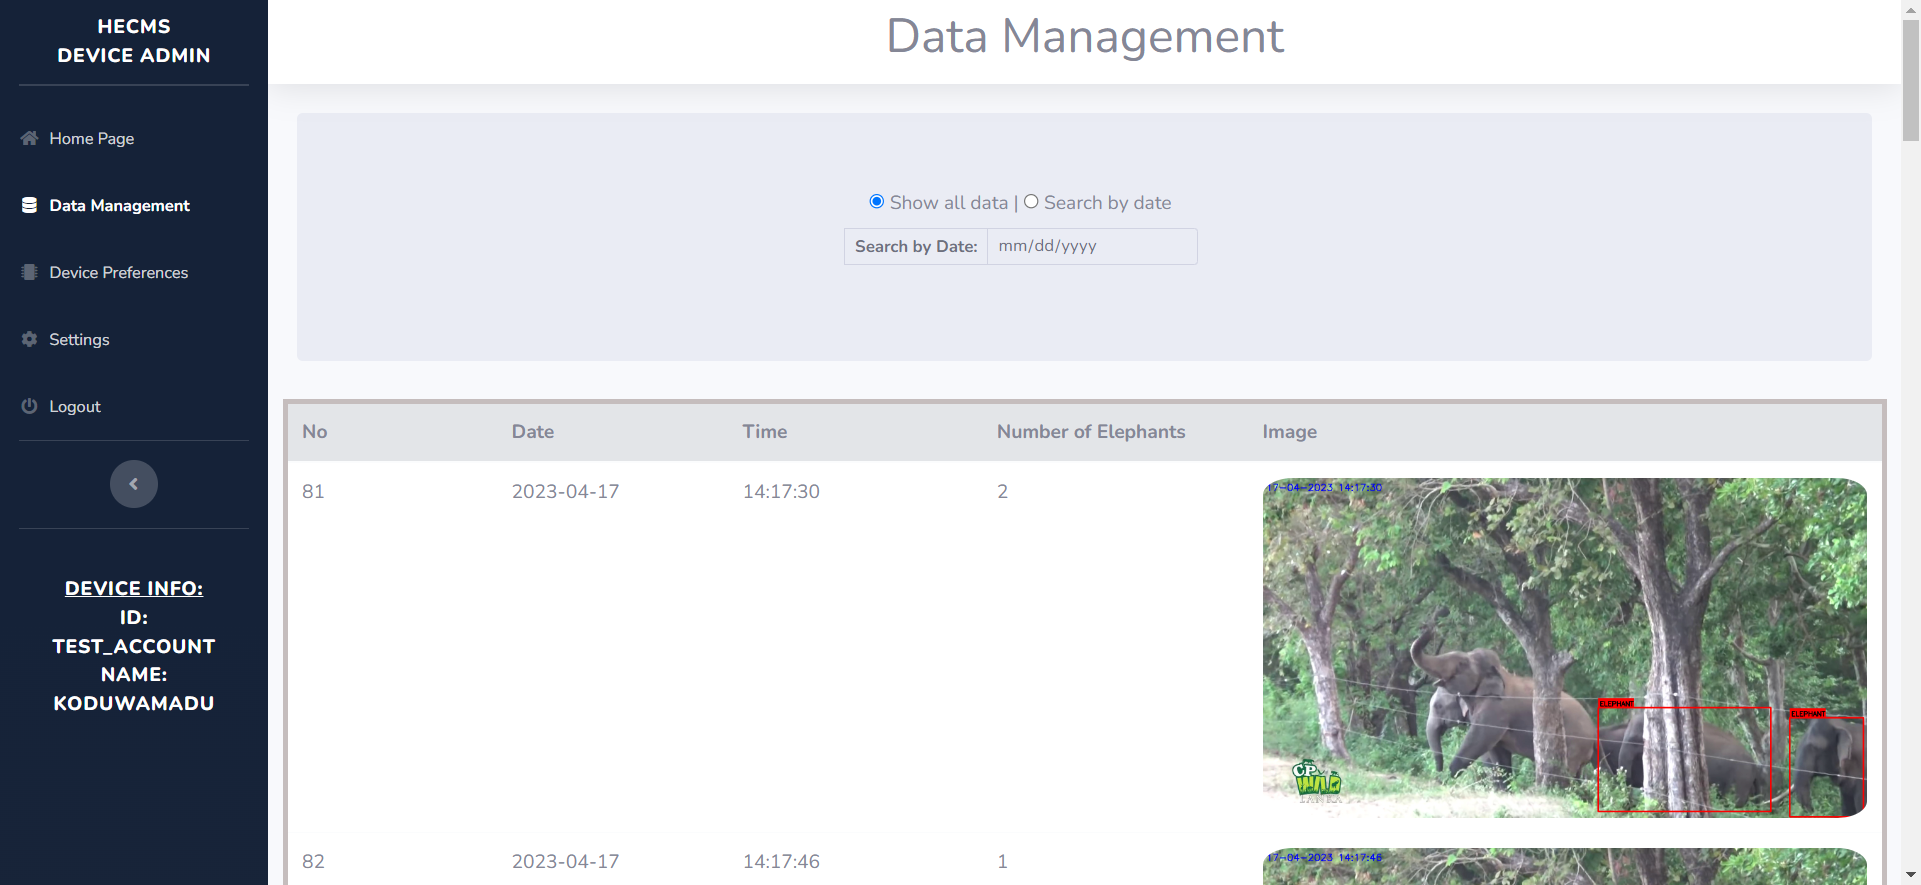 HECMS
DEVICE ADMIN
Home Page
Data Management
Device Preferences
Settings
Logout
DEVICE INFO:
ID:
TEST_ACCOUNT
NAME:
KODUWAMADU
Data Management
Show all data | Search by date
Search by Date: mm/dd/yyyy
No Date Time Number of Elephants Image
81 2023-04-17 14:17:30 2
17-04-2023 14:17:30
ELEPHANT
ELEPHANT
CP
WILD
LANKA
82 2023-04-17 14:17:46 1
17-04-2023 14:17:46